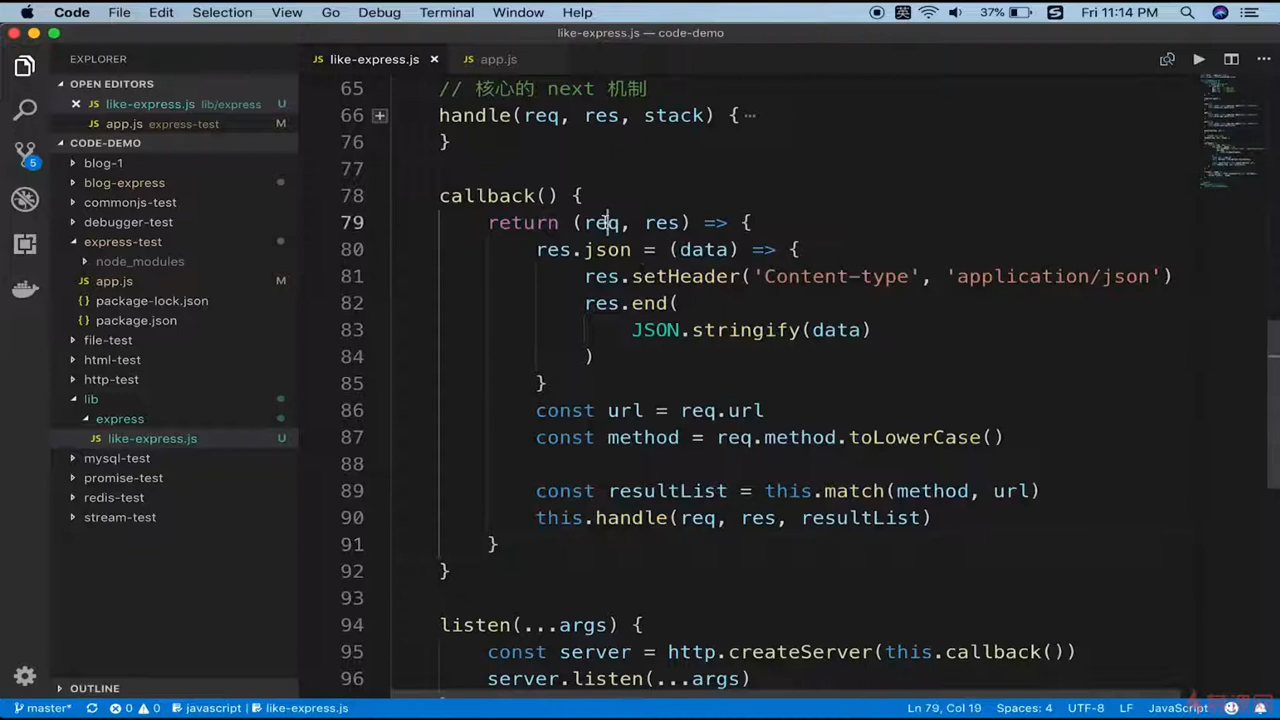 Code File Edit Selection View Go Debug Terminal Window Help 英 37% S Fri 11:14 PM
like-express.js — code-demo
EXPLORER
OPEN EDITORS
JS like-express.js lib/express U
JS app.js express-test M
CODE-DEMO
blog-1
blog-express
commonjs-test
debugger-test
express-test
node_modules
JS app.js M
{} package-lock.json
{} package.json
file-test
html-test
http-test
lib
express
JS like-express.js U
mysql-test
promise-test
redis-test
stream-test
OUTLINE
5
JS like-express.js JS app.js
65 // 核心的 next 机制
66 handle(req, res, stack) { ⋯
76 }
77
78 callback() {
79 return (req, res) => {
80 res.json = (data) => {
81 res.setHeader('Content-type', 'application/json')
82 res.end(
83 JSON.stringify(data)
84 )
85 }
86 const url = req.url
87 const method = req.method.toLowerCase()
88
89 const resultList = this.match(method, url)
90 this.handle(req, res, resultList)
91 }
92 }
93
94 listen(...args) {
95 const server = http.createServer(this.callback())
96 server.listen(...args)
master* 0 0 javascript like-express.js Ln 79, Col 19 Spaces: 4 UTF-8 LF JavaScript